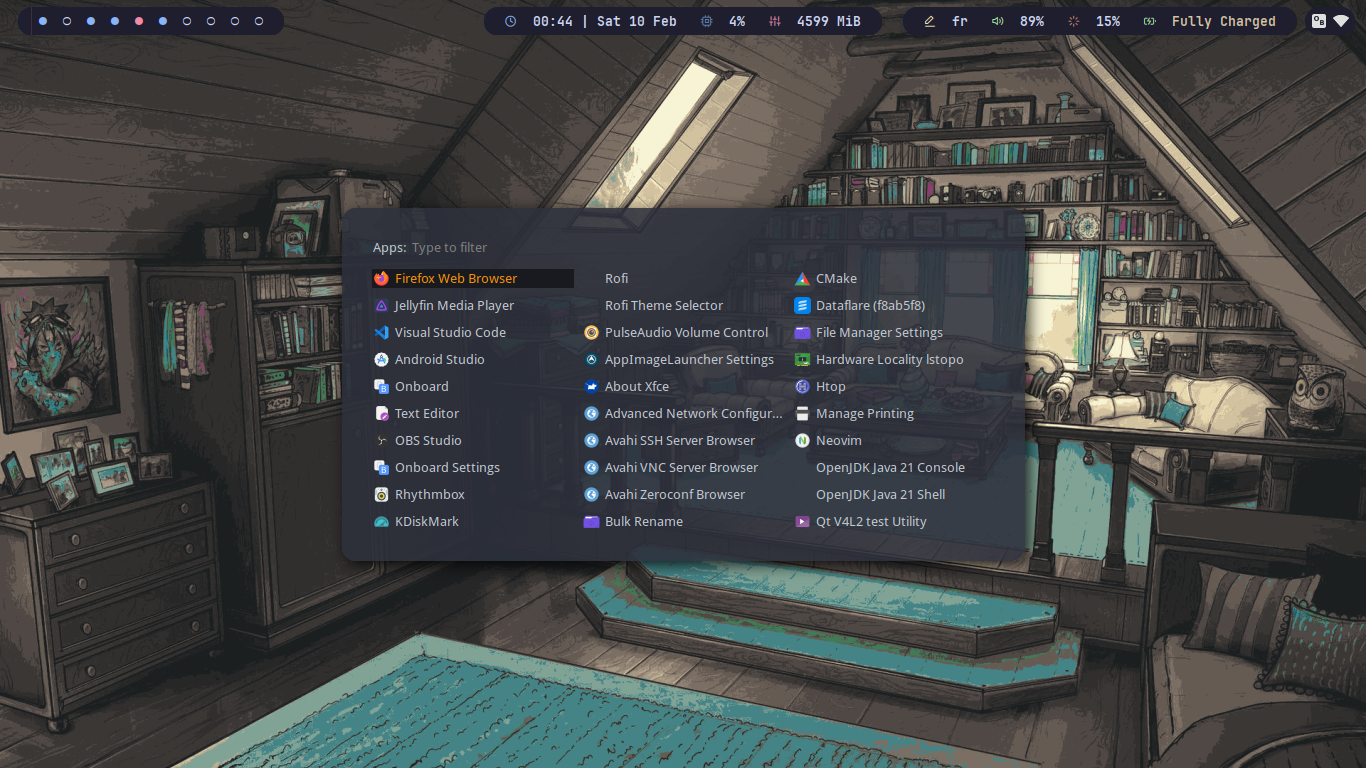 00:44 | Sat 10 Feb 4% 4599 MiB fr 89% 15% Fully Charged
Apps: Type to filter
Firefox Web Browser
Jellyfin Media Player
Visual Studio Code
Android Studio
Onboard
Text Editor
OBS Studio
Onboard Settings
Rhythmbox
KDiskMark
Rofi
Rofi Theme Selector
PulseAudio Volume Control
AppImageLauncher Settings
About Xfce
Advanced Network Configur...
Avahi SSH Server Browser
Avahi VNC Server Browser
Avahi Zeroconf Browser
Bulk Rename
CMake
Dataflare (f8ab5f8)
File Manager Settings
Hardware Locality lstopo
Htop
Manage Printing
Neovim
OpenJDK Java 21 Console
OpenJDK Java 21 Shell
Qt V4L2 test Utility